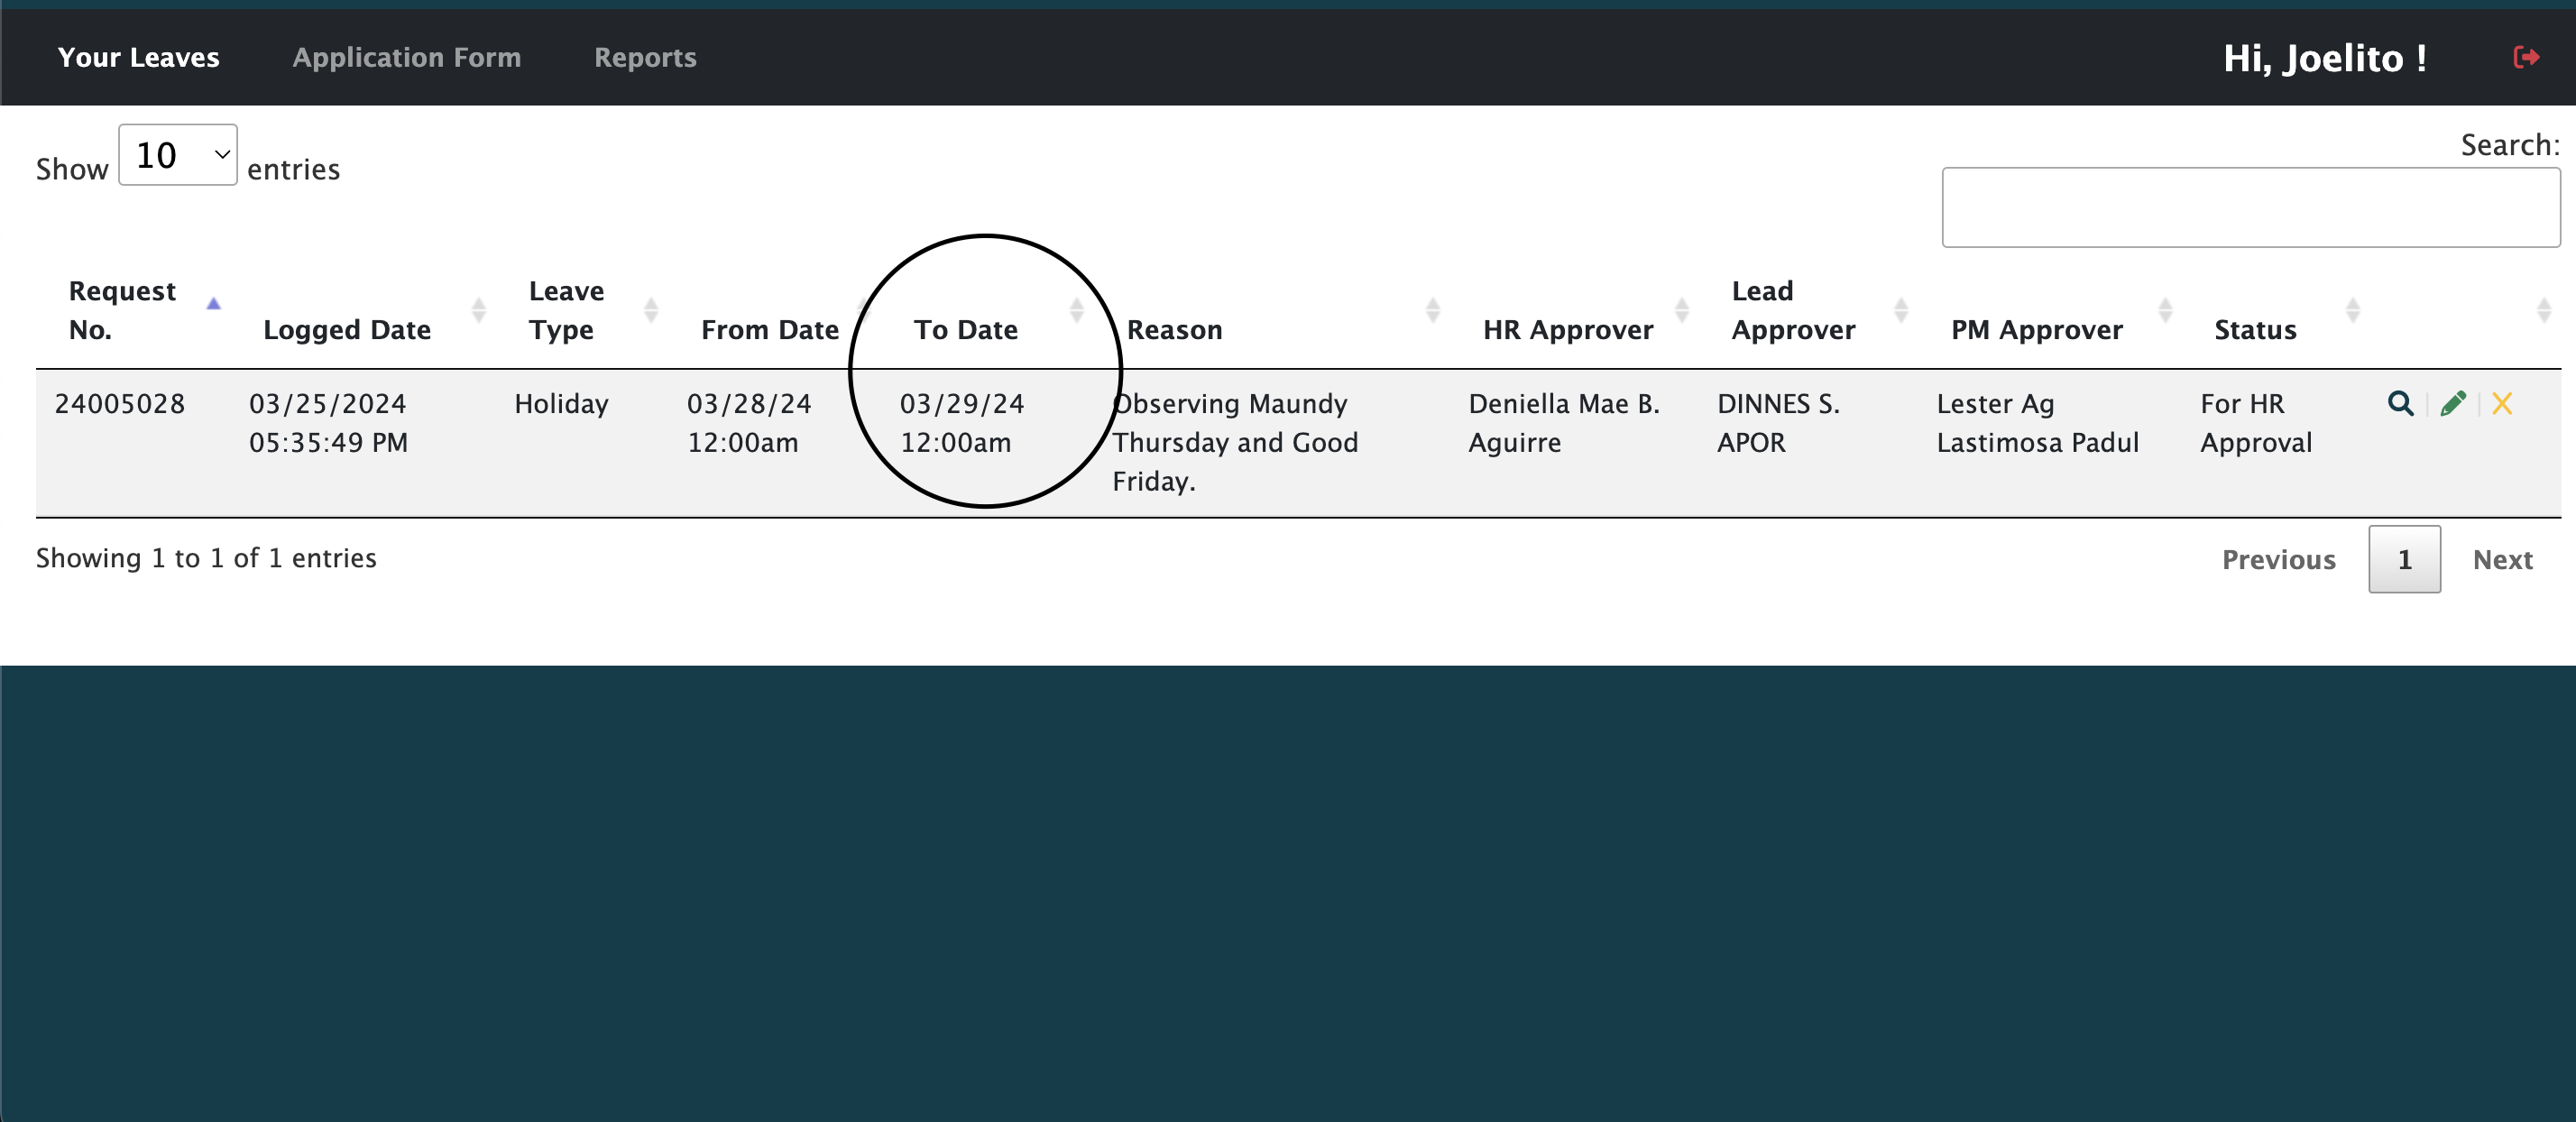 Your Leaves Application Form Reports Hi, Joelito !
Show 10 entries
Search:
Request No. Logged Date Leave Type From Date To Date Reason HR Approver Lead Approver PM Approver Status
24005028 03/25/2024 Holiday 03/28/24 03/29/24 Observing Maundy Deniella Mae B. DINNES S. Lester Ag For HR
05:35:49 PM 12:00am 12:00am Thursday and Good Aguirre APOR Lastimosa Padul Approval
Friday.
Showing 1 to 1 of 1 entries
Previous 1 Next